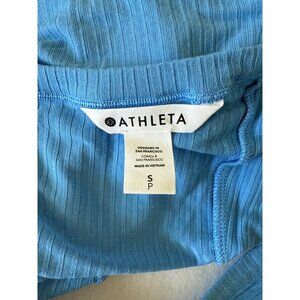 ATHLETA
DESIGNED IN
SAN FRANCISCO
CONÇU À
SAN FRANCISCO
MADE IN VIETNAM
S
P